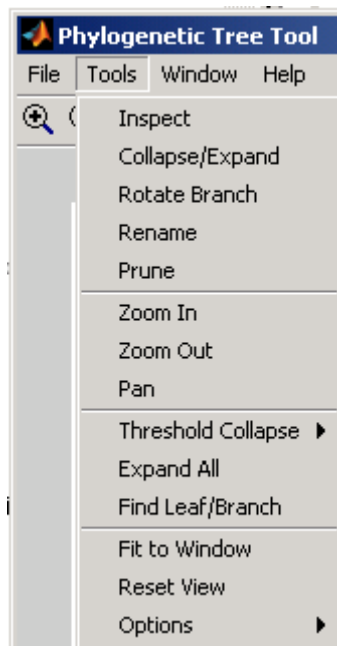 Phylogenetic Tree Tool
File Tools Window Help
Inspect
Collapse/Expand
Rotate Branch
Rename
Prune
Zoom In
Zoom Out
Pan
Threshold Collapse
Expand All
Find Leaf/Branch
Fit to Window
Reset View
Options